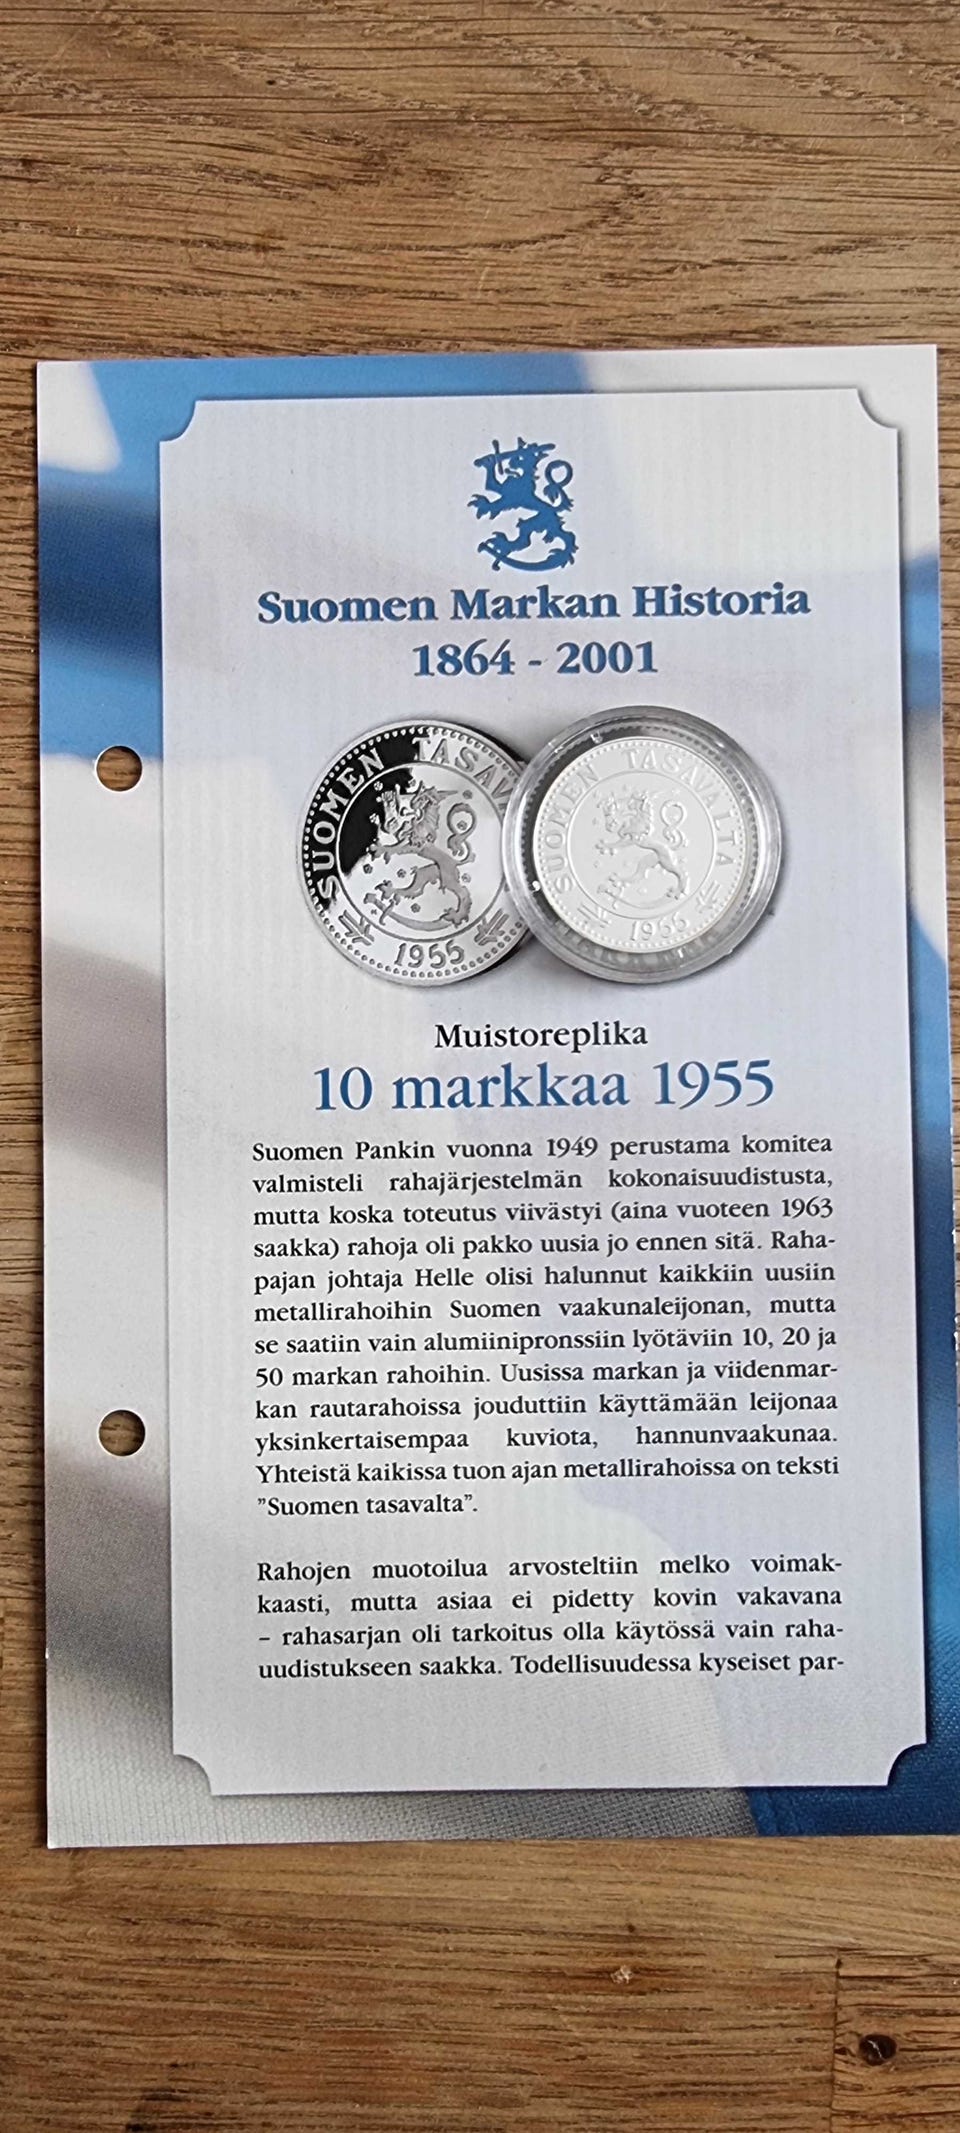 Suomen Markan Historia
1864 - 2001
SUOMEN TASAV
1955
SUOMEN TASAVALTA
1955
Muistoreplika
10 markkaa 1955
Suomen Pankin vuonna 1949 perustama komitea
valmisteli rahajärjestelmän kokonaisuudistusta,
mutta koska toteutus viivästyi (aina vuoteen 1963
saakka) rahoja oli pakko uusia jo ennen sitä. Raha-
pajan johtaja Helle olisi halunnut kaikkiin uusiin
metallirahoihin Suomen vaakunaleijonan, mutta
se saatiin vain alumiinipronssiin lyötäviin 10, 20 ja
50 markan rahoihin. Uusissa markan ja viidenmar-
kan rautarahoissa jouduttiin käyttämään leijonaa
yksinkertaisempaa kuviota, hannunvaakunaa.
Yhteistä kaikissa tuon ajan metallirahoissa on teksti
”Suomen tasavalta”.
Rahojen muotoilua arvosteltiin melko voimak-
kaasti, mutta asiaa ei pidetty kovin vakavana
– rahasarjan oli tarkoitus olla käytössä vain raha-
uudistukseen saakka. Todellisuudessa kyseiset par-